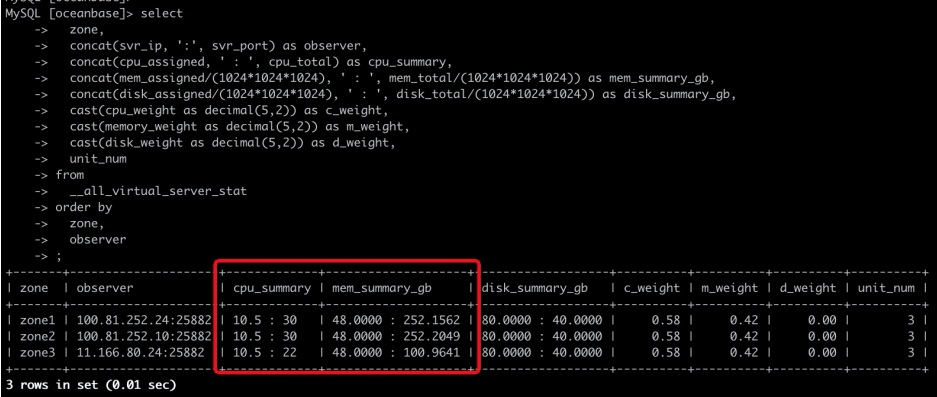 MySQL [oceanbase]>
MySQL [oceanbase]> select
    ->   zone,
    ->   concat(svr_ip, ':', svr_port) as observer,
    ->   concat(cpu_assigned, ' : ', cpu_total) as cpu_summary,
    ->   concat(mem_assigned/(1024*1024*1024), ' : ', mem_total/(1024*1024*1024)) as mem_summary_gb,
    ->   concat(disk_assigned/(1024*1024*1024), ' : ', disk_total/(1024*1024*1024)) as disk_summary_gb,
    ->   cast(cpu_weight as decimal(5,2)) as c_weight,
    ->   cast(memory_weight as decimal(5,2)) as m_weight,
    ->   cast(disk_weight as decimal(5,2)) as d_weight,
    ->   unit_num
    -> from
    ->   __all_virtual_server_stat
    -> order by
    ->   zone,
    ->   observer
    -> ;
| zone | observer | cpu_summary | mem_summary_gb | disk_summary_gb | c_weight | m_weight | d_weight | unit_num |
| zone1 | 100.81.252.24:25882 | 10.5 : 30 | 48.0000 : 252.1562 | 80.0000 : 40.0000 | 0.58 | 0.42 | 0.00 | 3 |
| zone2 | 100.81.252.10:25882 | 10.5 : 30 | 48.0000 : 252.2049 | 80.0000 : 40.0000 | 0.58 | 0.42 | 0.00 | 3 |
| zone3 | 11.166.80.24:25882 | 10.5 : 22 | 48.0000 : 100.9641 | 80.0000 : 40.0000 | 0.58 | 0.42 | 0.00 | 3 |
3 rows in set (0.01 sec)